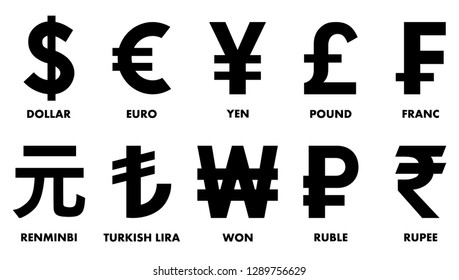 $ € ¥ £ ₣
DOLLAR EURO YEN POUND FRANC
元 ₺ ₩ ₽ ₹
RENMINBI TURKISH LIRA WON RUBLE RUPEE
shutterstock.com · 1289756629